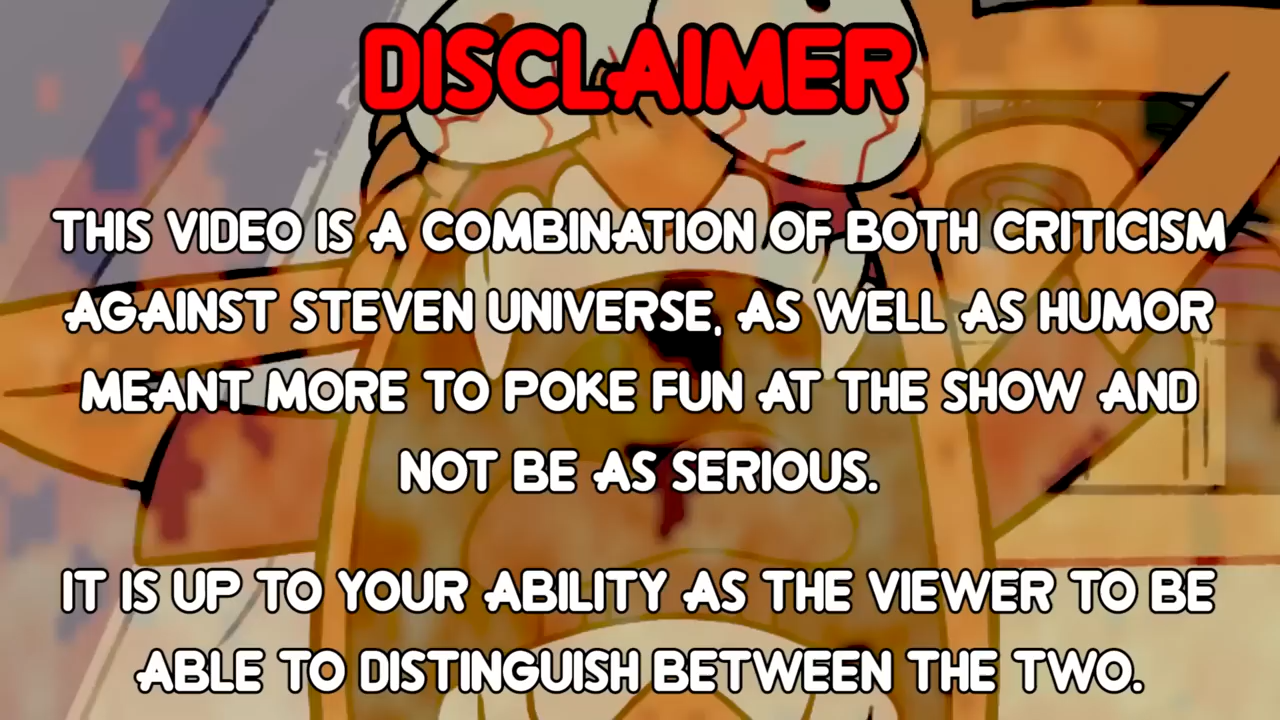 DISCLAIMER
THIS VIDEO IS A COMBINATION OF BOTH CRITICISM
AGAINST STEVEN UNIVERSE, AS WELL AS HUMOR
MEANT MORE TO POKE FUN AT THE SHOW AND
NOT BE AS SERIOUS.
IT IS UP TO YOUR ABILITY AS THE VIEWER TO BE
ABLE TO DISTINGUISH BETWEEN THE TWO.